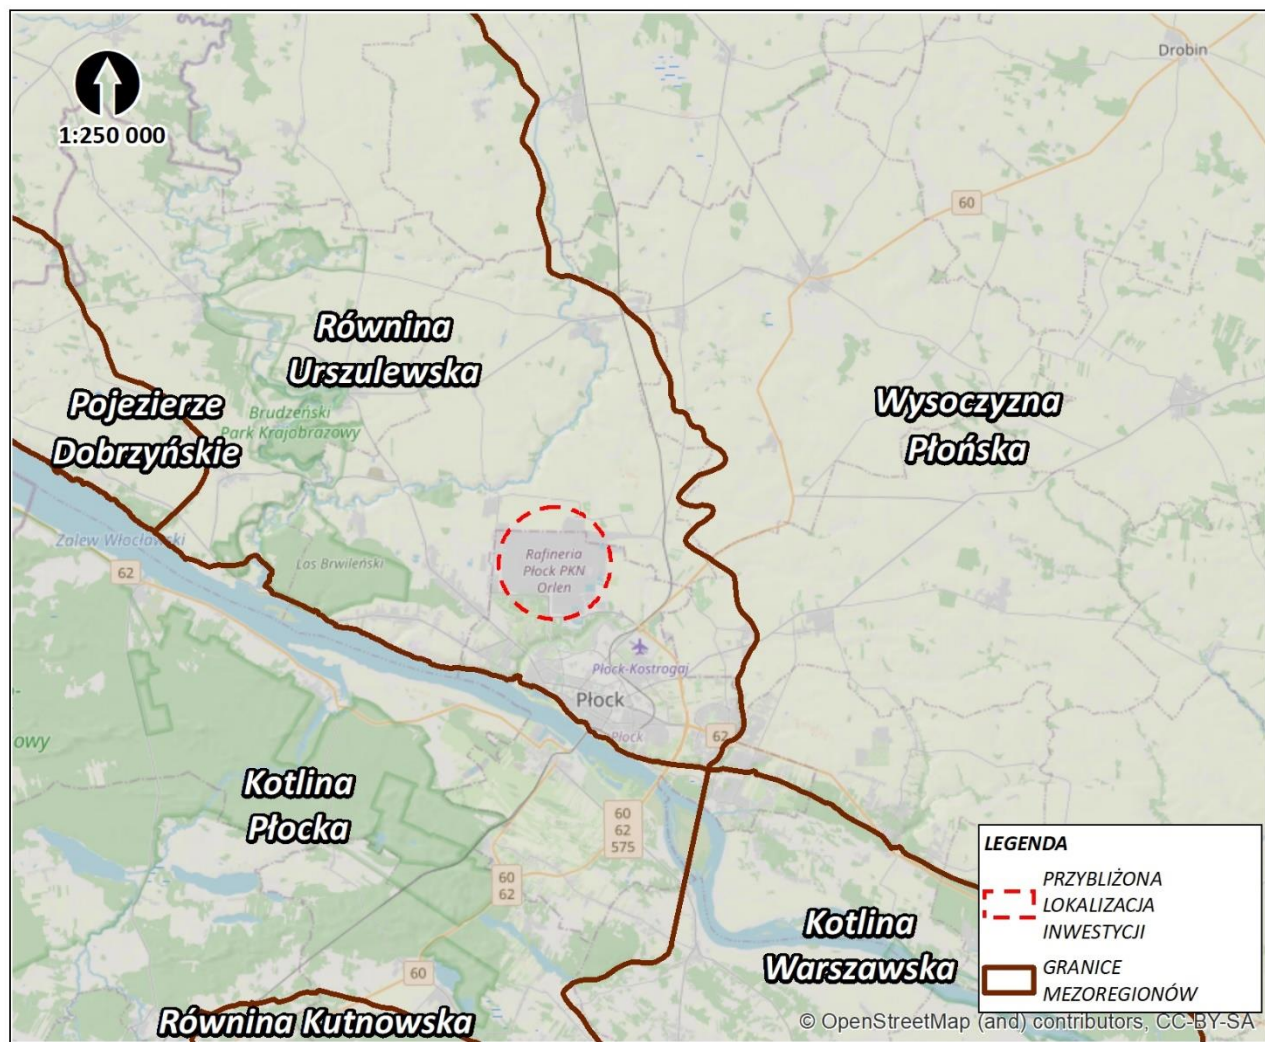 Drobin
1:250 000
60
Równina
Urszulewska
Pojezierze
Dobrzyńskie
Brudzeński
Park Krajobrazowy
Wysoczyzna
Płońska
Zalew Włocławski
62
Las Brwileński
Rafineria
Płock PKN
Orlen
Płock-Kostrogaj
Płock
Płock
62
owy
Kotlina
Płocka
60
62
575
60
62
60
Kotlina
Warszawska
Równina Kutnowska
LEGENDA
PRZYBLIŻONA
LOKALIZACJA
INWESTYCJI
GRANICE
MEZOREGIONÓW
© OpenStreetMap (and) contributors, CC-BY-SA